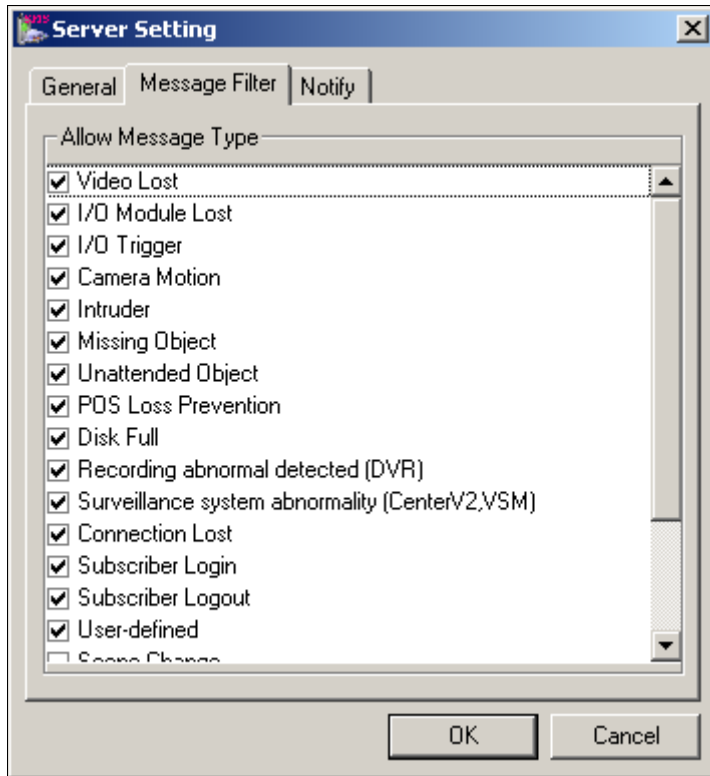 Server Setting
General Message Filter Notify
Allow Message Type
Video Lost
I/O Module Lost
I/O Trigger
Camera Motion
Intruder
Missing Object
Unattended Object
POS Loss Prevention
Disk Full
Recording abnormal detected (DVR)
Surveillance system abnormality (CenterV2,VSM)
Connection Lost
Subscriber Login
Subscriber Logout
User-defined
Scene Change
OK Cancel